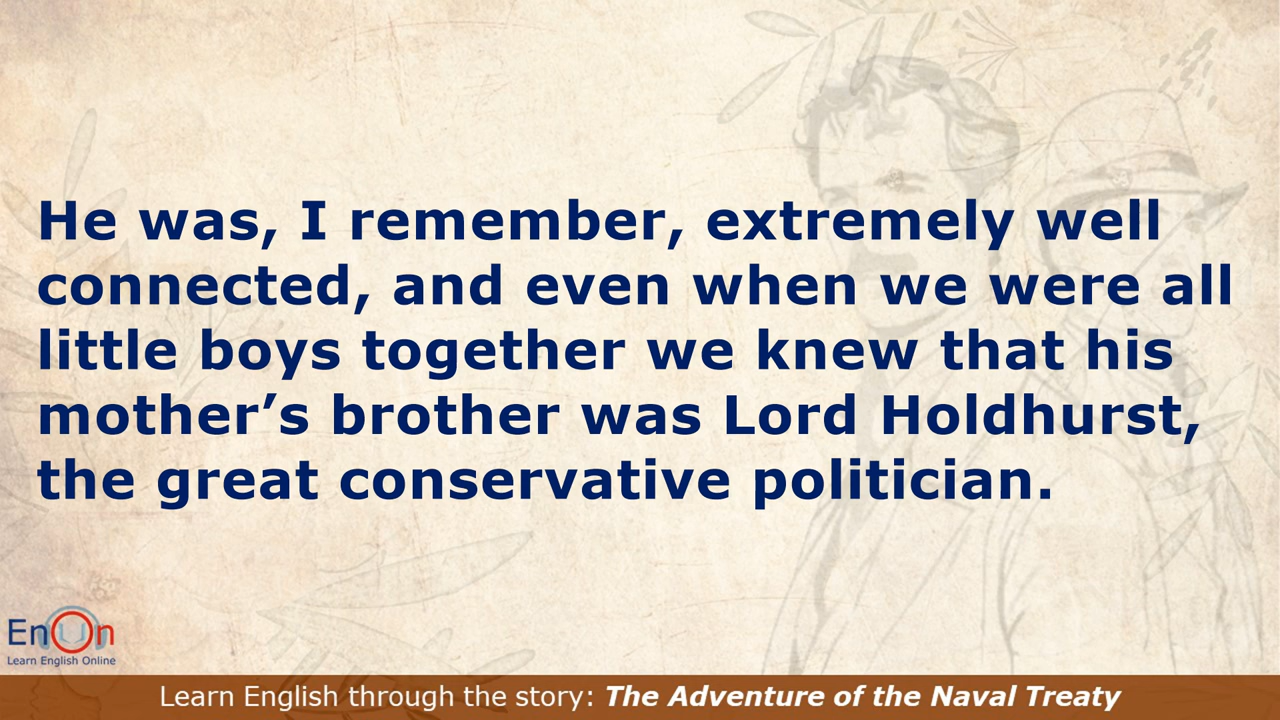 He was, I remember, extremely well
connected, and even when we were all
little boys together we knew that his
mother’s brother was Lord Holdhurst,
the great conservative politician.
EnOn
Learn English Online
Learn English through the story: The Adventure of the Naval Treaty